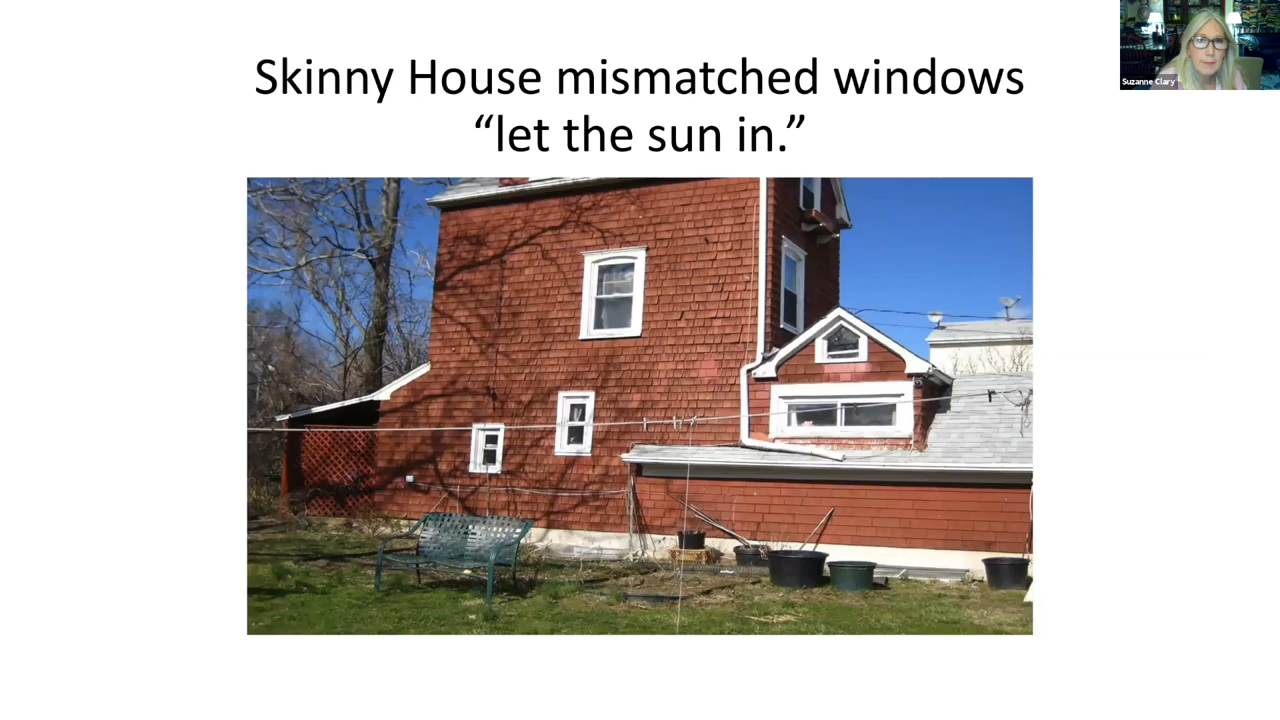 Skinny House mismatched windows
“let the sun in.”
Suzanne Clary